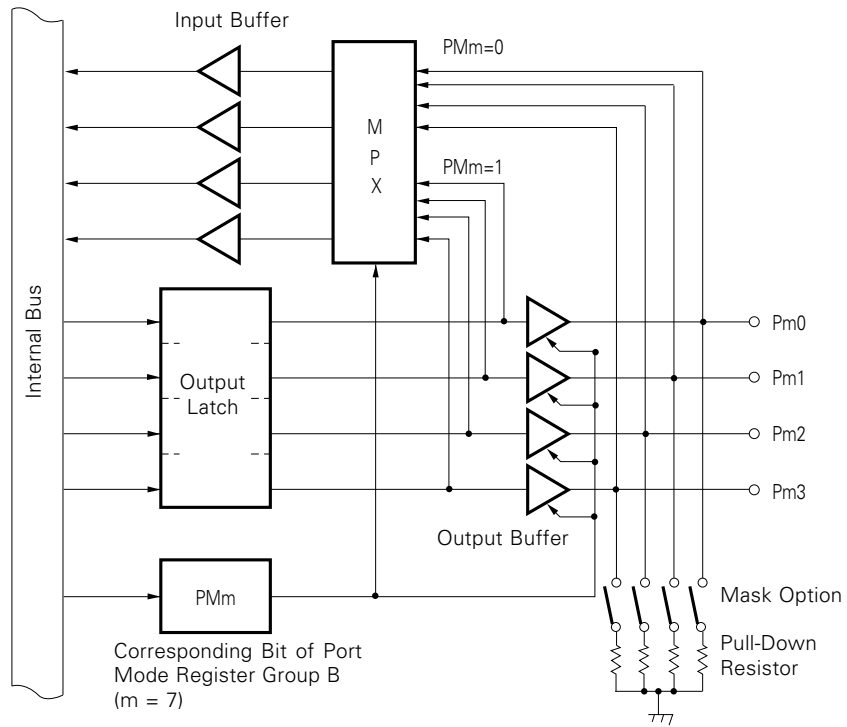 Input Buffer
PMm=0
M
P
X
PMm=1
Internal Bus
Output
Latch
Pm0
Pm1
Pm2
Pm3
Output Buffer
PMm
Mask Option
Pull-Down
Resistor
Corresponding Bit of Port
Mode Register Group B
(m = 7)